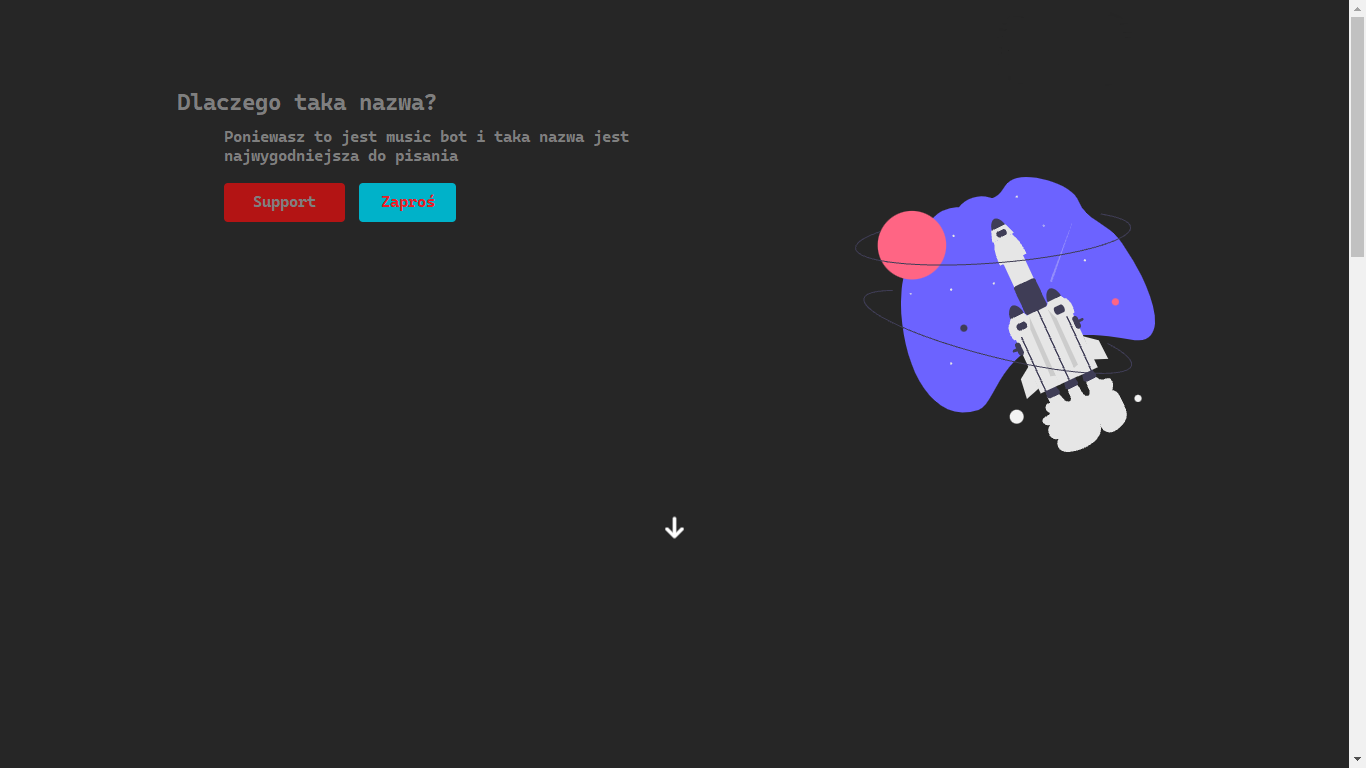 Dlaczego taka nazwa?
Poniewasz to jest music bot i taka nazwa jest
najwygodniejsza do pisania
Support
Zaproś